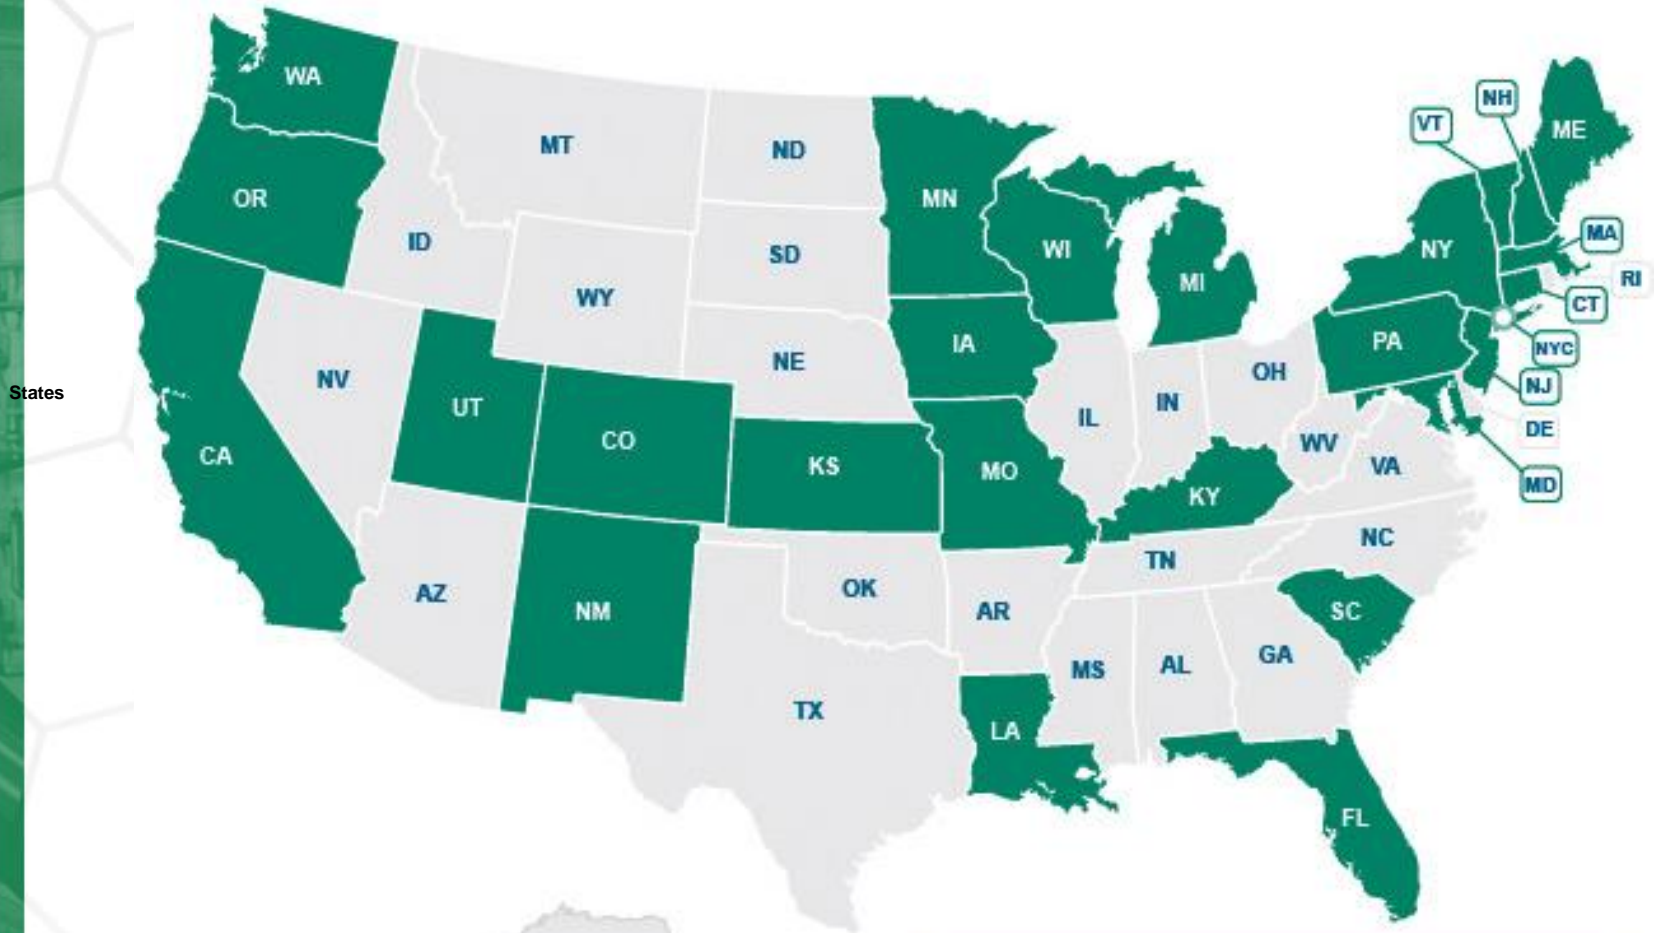 WA
OR
CA
MT
ID
WY
NV
UT
CO
AZ
NM
ND
SD
NE
KS
OK
TX
MN
IA
MO
AR
LA
WI
IL
MI
IN
OH
KY
TN
MS
AL
GA
FL
SC
NC
VA
WV
PA
NY
VT
NH
ME
MA
RI
CT
NYC
NJ
DE
MD
States